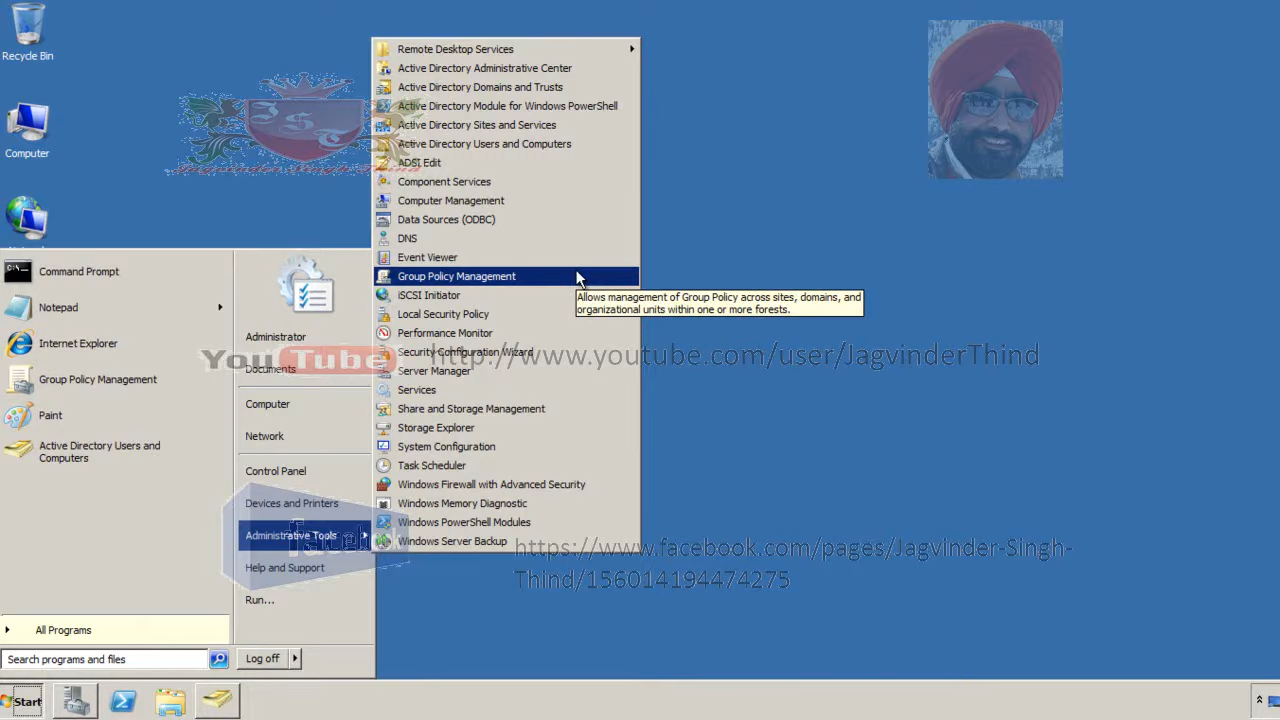 Recycle Bin
Computer
Remote Desktop Services
Active Directory Administrative Center
Active Directory Domains and Trusts
Active Directory Module for Windows PowerShell
Active Directory Sites and Services
Active Directory Users and Computers
ADSI Edit
Component Services
Computer Management
Data Sources (ODBC)
DNS
Event Viewer
Group Policy Management
iSCSI Initiator
Local Security Policy
Performance Monitor
Security Configuration Wizard
Server Manager
Services
Share and Storage Management
Storage Explorer
System Configuration
Task Scheduler
Windows Firewall with Advanced Security
Windows Memory Diagnostic
Windows PowerShell Modules
Windows Server Backup
Allows management of Group Policy across sites, domains, and
organizational units within one or more forests.
JST
Jagvinder Singh Thind
Command Prompt
Notepad
Internet Explorer
Group Policy Management
Paint
Active Directory Users and
Computers
All Programs
Search programs and files
Administrator
Documents
Computer
Network
Control Panel
Devices and Printers
Administrative Tools
Help and Support
Run...
Log off
YouTube
http://www.youtube.com/user/JagvinderThind
https://www.facebook.com/pages/Jagvinder-Singh-
Thind/156014194474275
Start